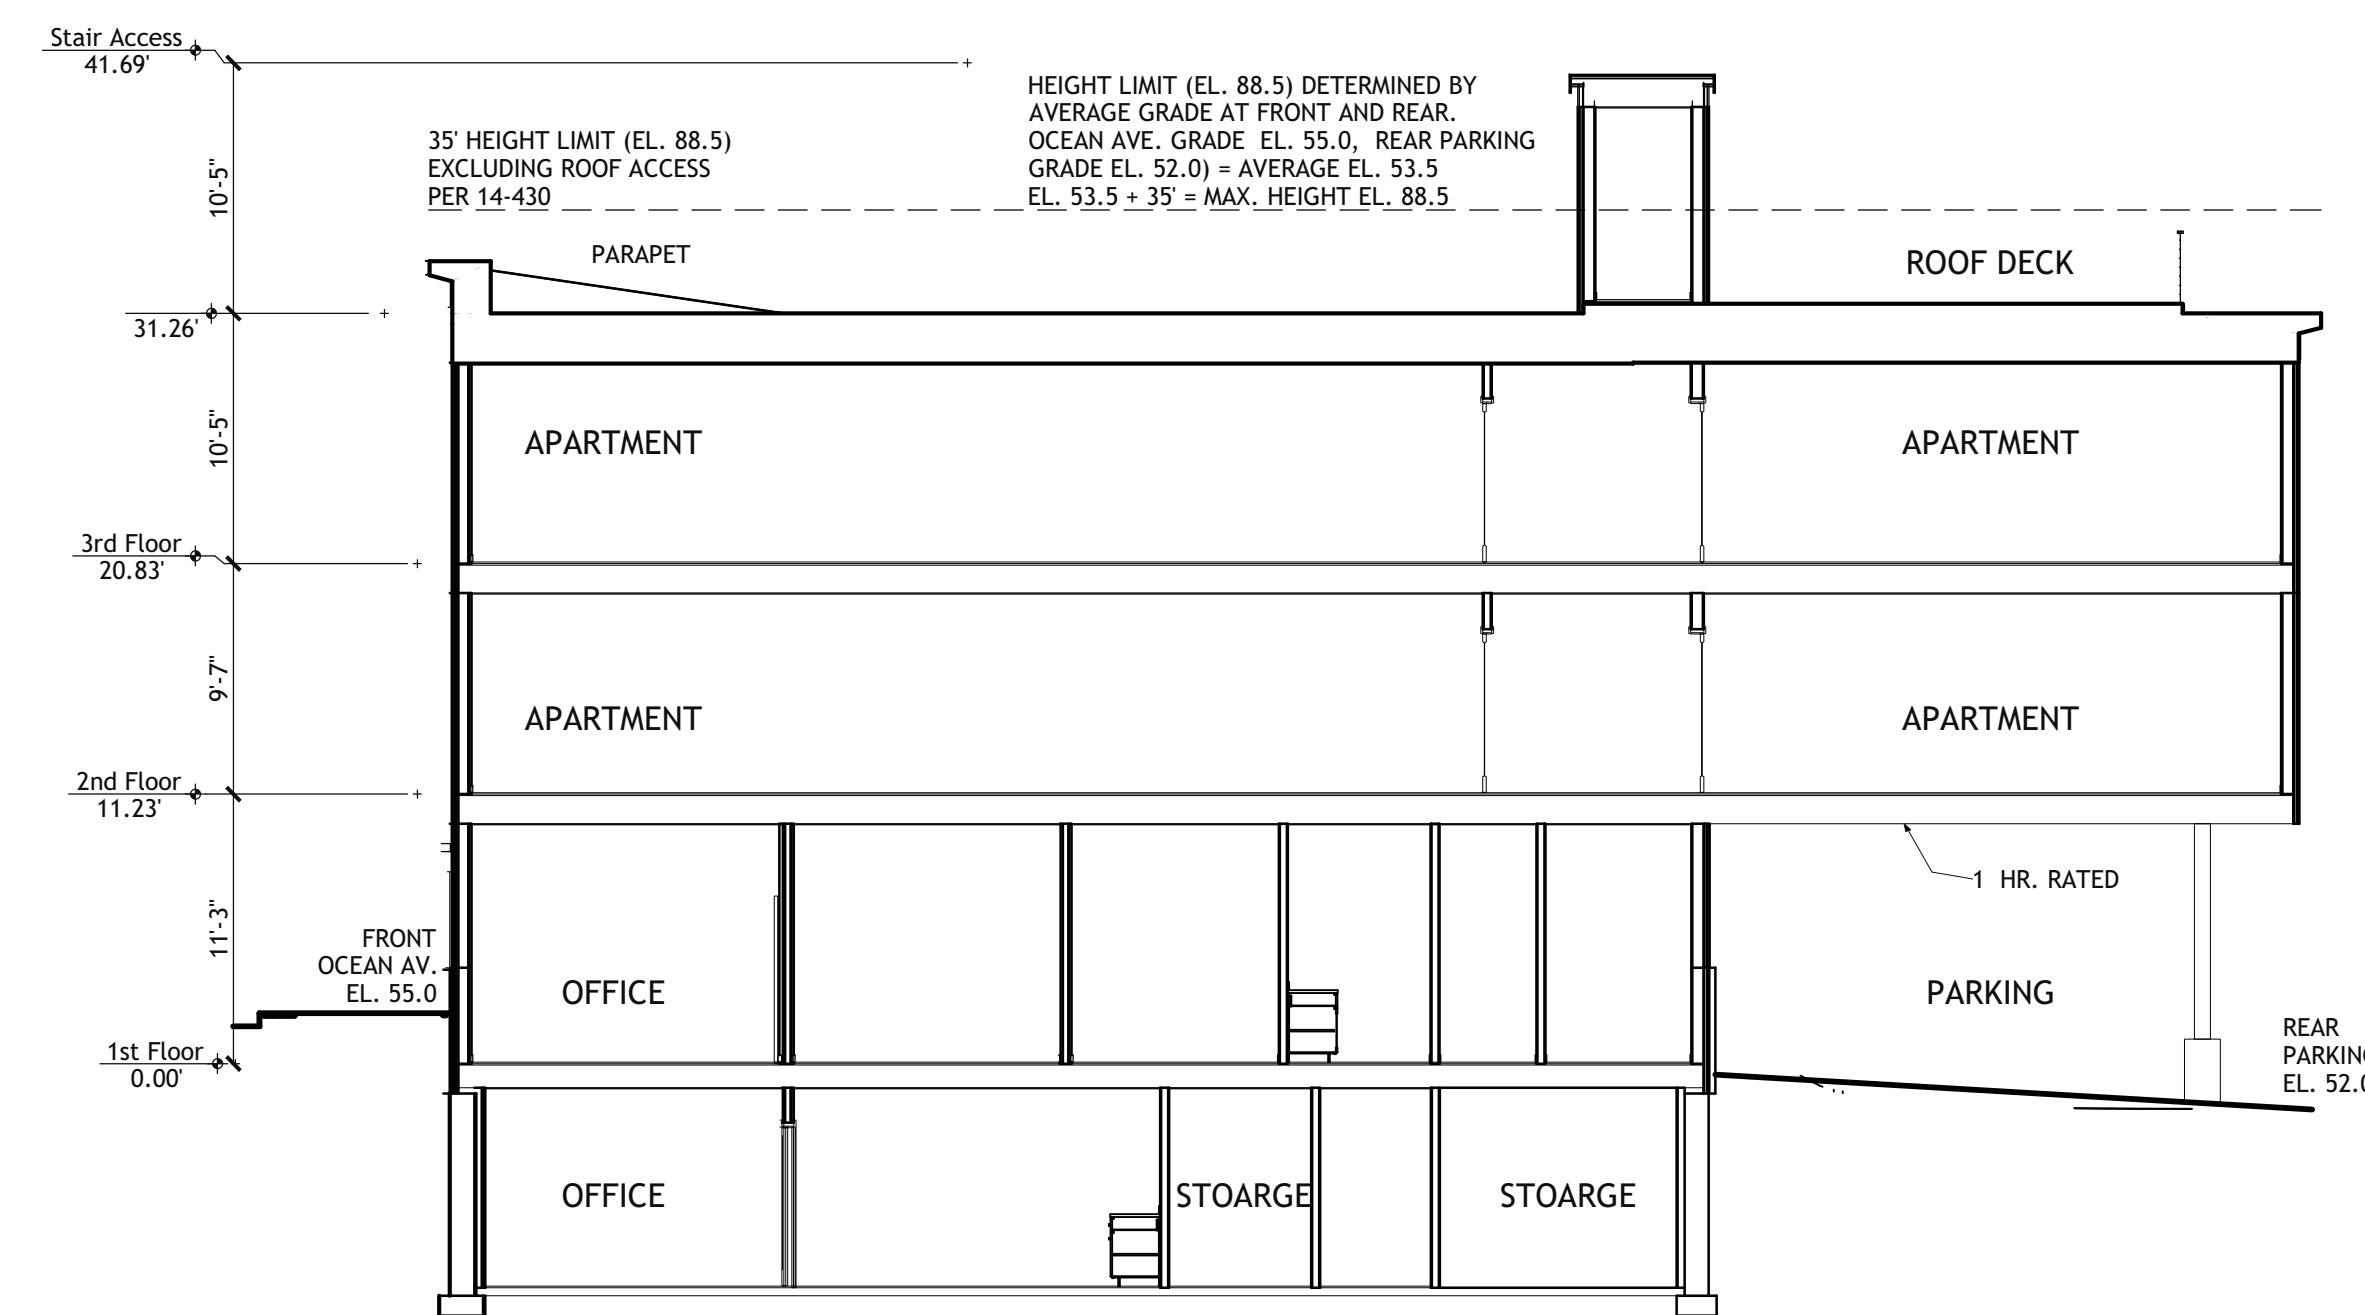 Stair Access
41.69'
10'-5"
31.26'
10'-5"
3rd Floor
20.83'
9'-7"
2nd Floor
11.23'
11'-3"
1st Floor
0.00'
35' HEIGHT LIMIT (EL. 88.5)
EXCLUDING ROOF ACCESS
PER 14-430
HEIGHT LIMIT (EL. 88.5) DETERMINED BY
AVERAGE GRADE AT FRONT AND REAR.
OCEAN AVE. GRADE EL. 55.0, REAR PARKING
GRADE EL. 52.0) = AVERAGE EL. 53.5
EL. 53.5 + 35' = MAX. HEIGHT EL. 88.5
PARAPET
ROOF DECK
APARTMENT
APARTMENT
APARTMENT
APARTMENT
1 HR. RATED
FRONT
OCEAN AV.
EL. 55.0
OFFICE
PARKING
REAR
PARKING
EL. 52.0
OFFICE
STOARGE
STOARGE